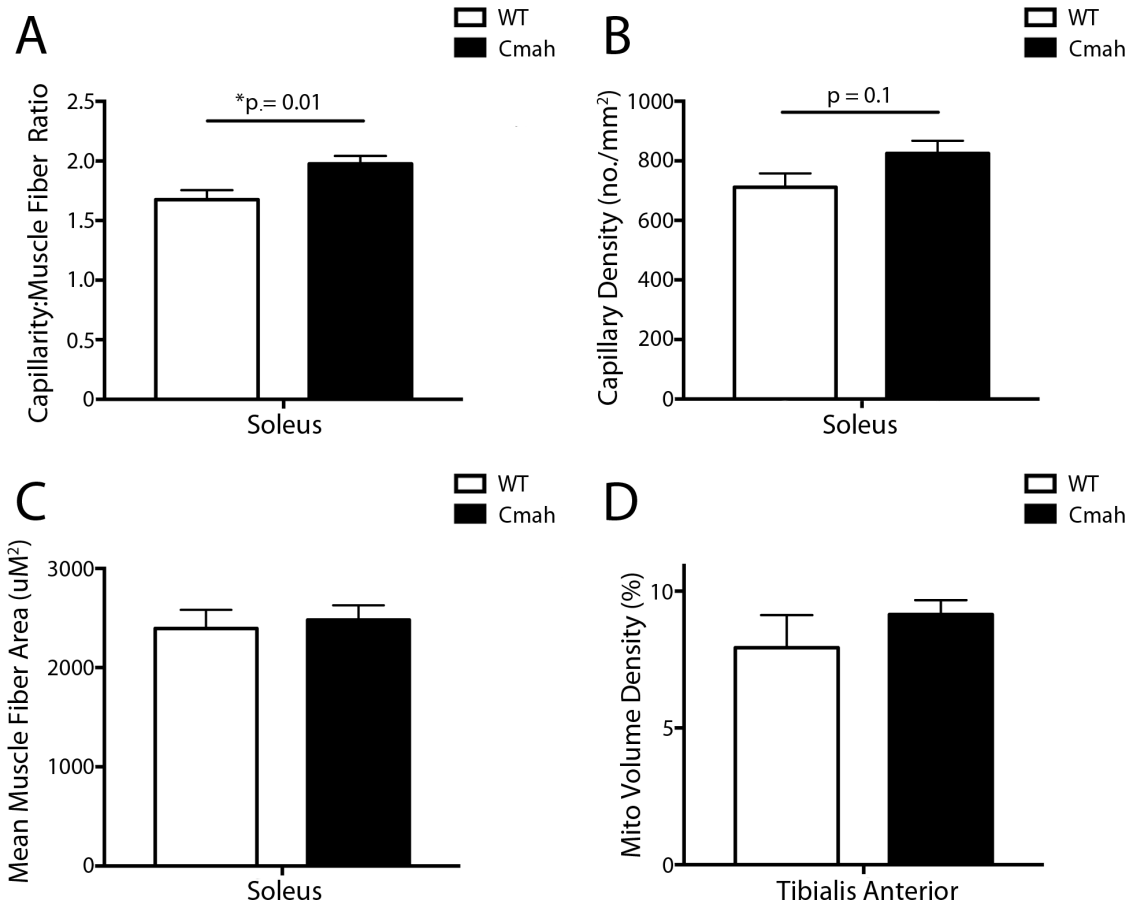 A
WT
Cmah
*p.= 0.01
Capillarity:Muscle Fiber Ratio
2.5
2.0
1.5
1.0
0.5
0
Soleus
B
WT
Cmah
p = 0.1
Capillary Density (no./mm²)
1000
800
600
400
200
0
Soleus
C
WT
Cmah
Mean Muscle Fiber Area (uM²)
3000
2000
1000
0
Soleus
D
WT
Cmah
Mito Volume Density (%)
10
5
0
Tibialis Anterior